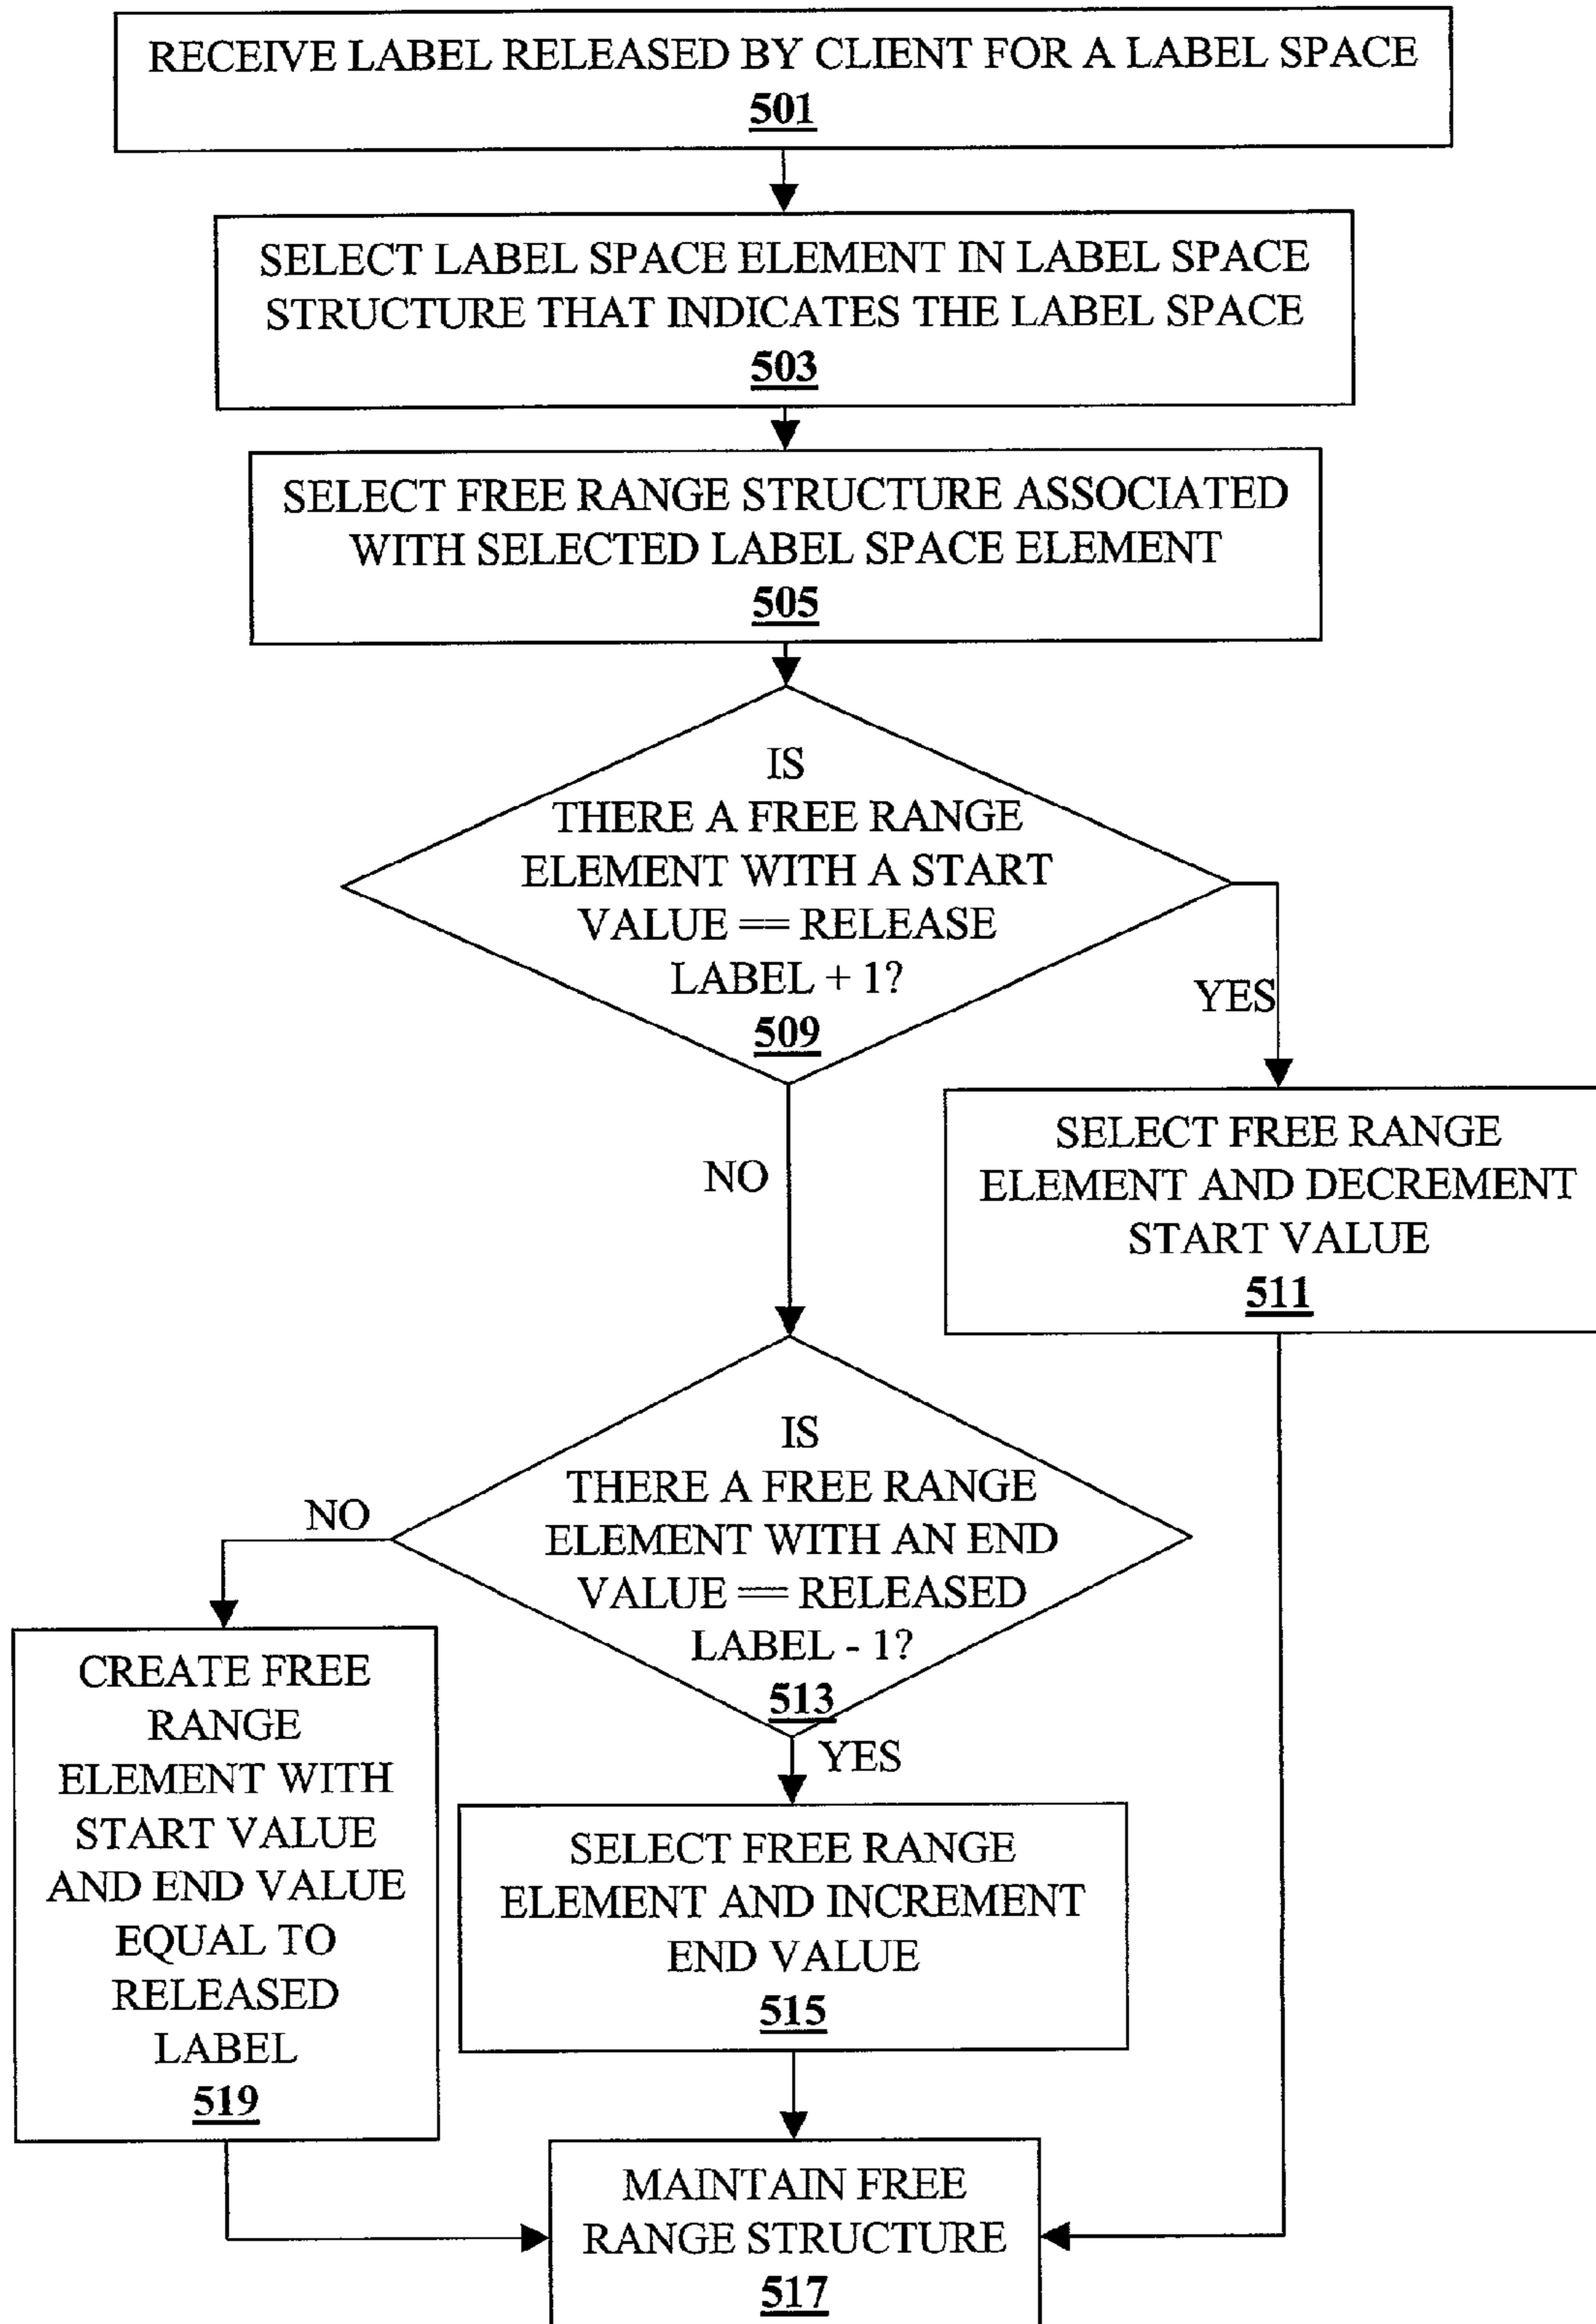 RECEIVE LABEL RELEASED BY CLIENT FOR A LABEL SPACE
501
SELECT LABEL SPACE ELEMENT IN LABEL SPACE
STRUCTURE THAT INDICATES THE LABEL SPACE
503
SELECT FREE RANGE STRUCTURE ASSOCIATED
WITH SELECTED LABEL SPACE ELEMENT
505
IS
THERE A FREE RANGE
ELEMENT WITH A START
VALUE == RELEASE
LABEL + 1?
509
YES
NO
SELECT FREE RANGE
ELEMENT AND DECREMENT
START VALUE
511
IS
THERE A FREE RANGE
ELEMENT WITH AN END
VALUE == RELEASED
LABEL - 1?
513
NO
YES
CREATE FREE
RANGE
ELEMENT WITH
START VALUE
AND END VALUE
EQUAL TO
RELEASED
LABEL
519
SELECT FREE RANGE
ELEMENT AND INCREMENT
END VALUE
515
MAINTAIN FREE
RANGE STRUCTURE
517